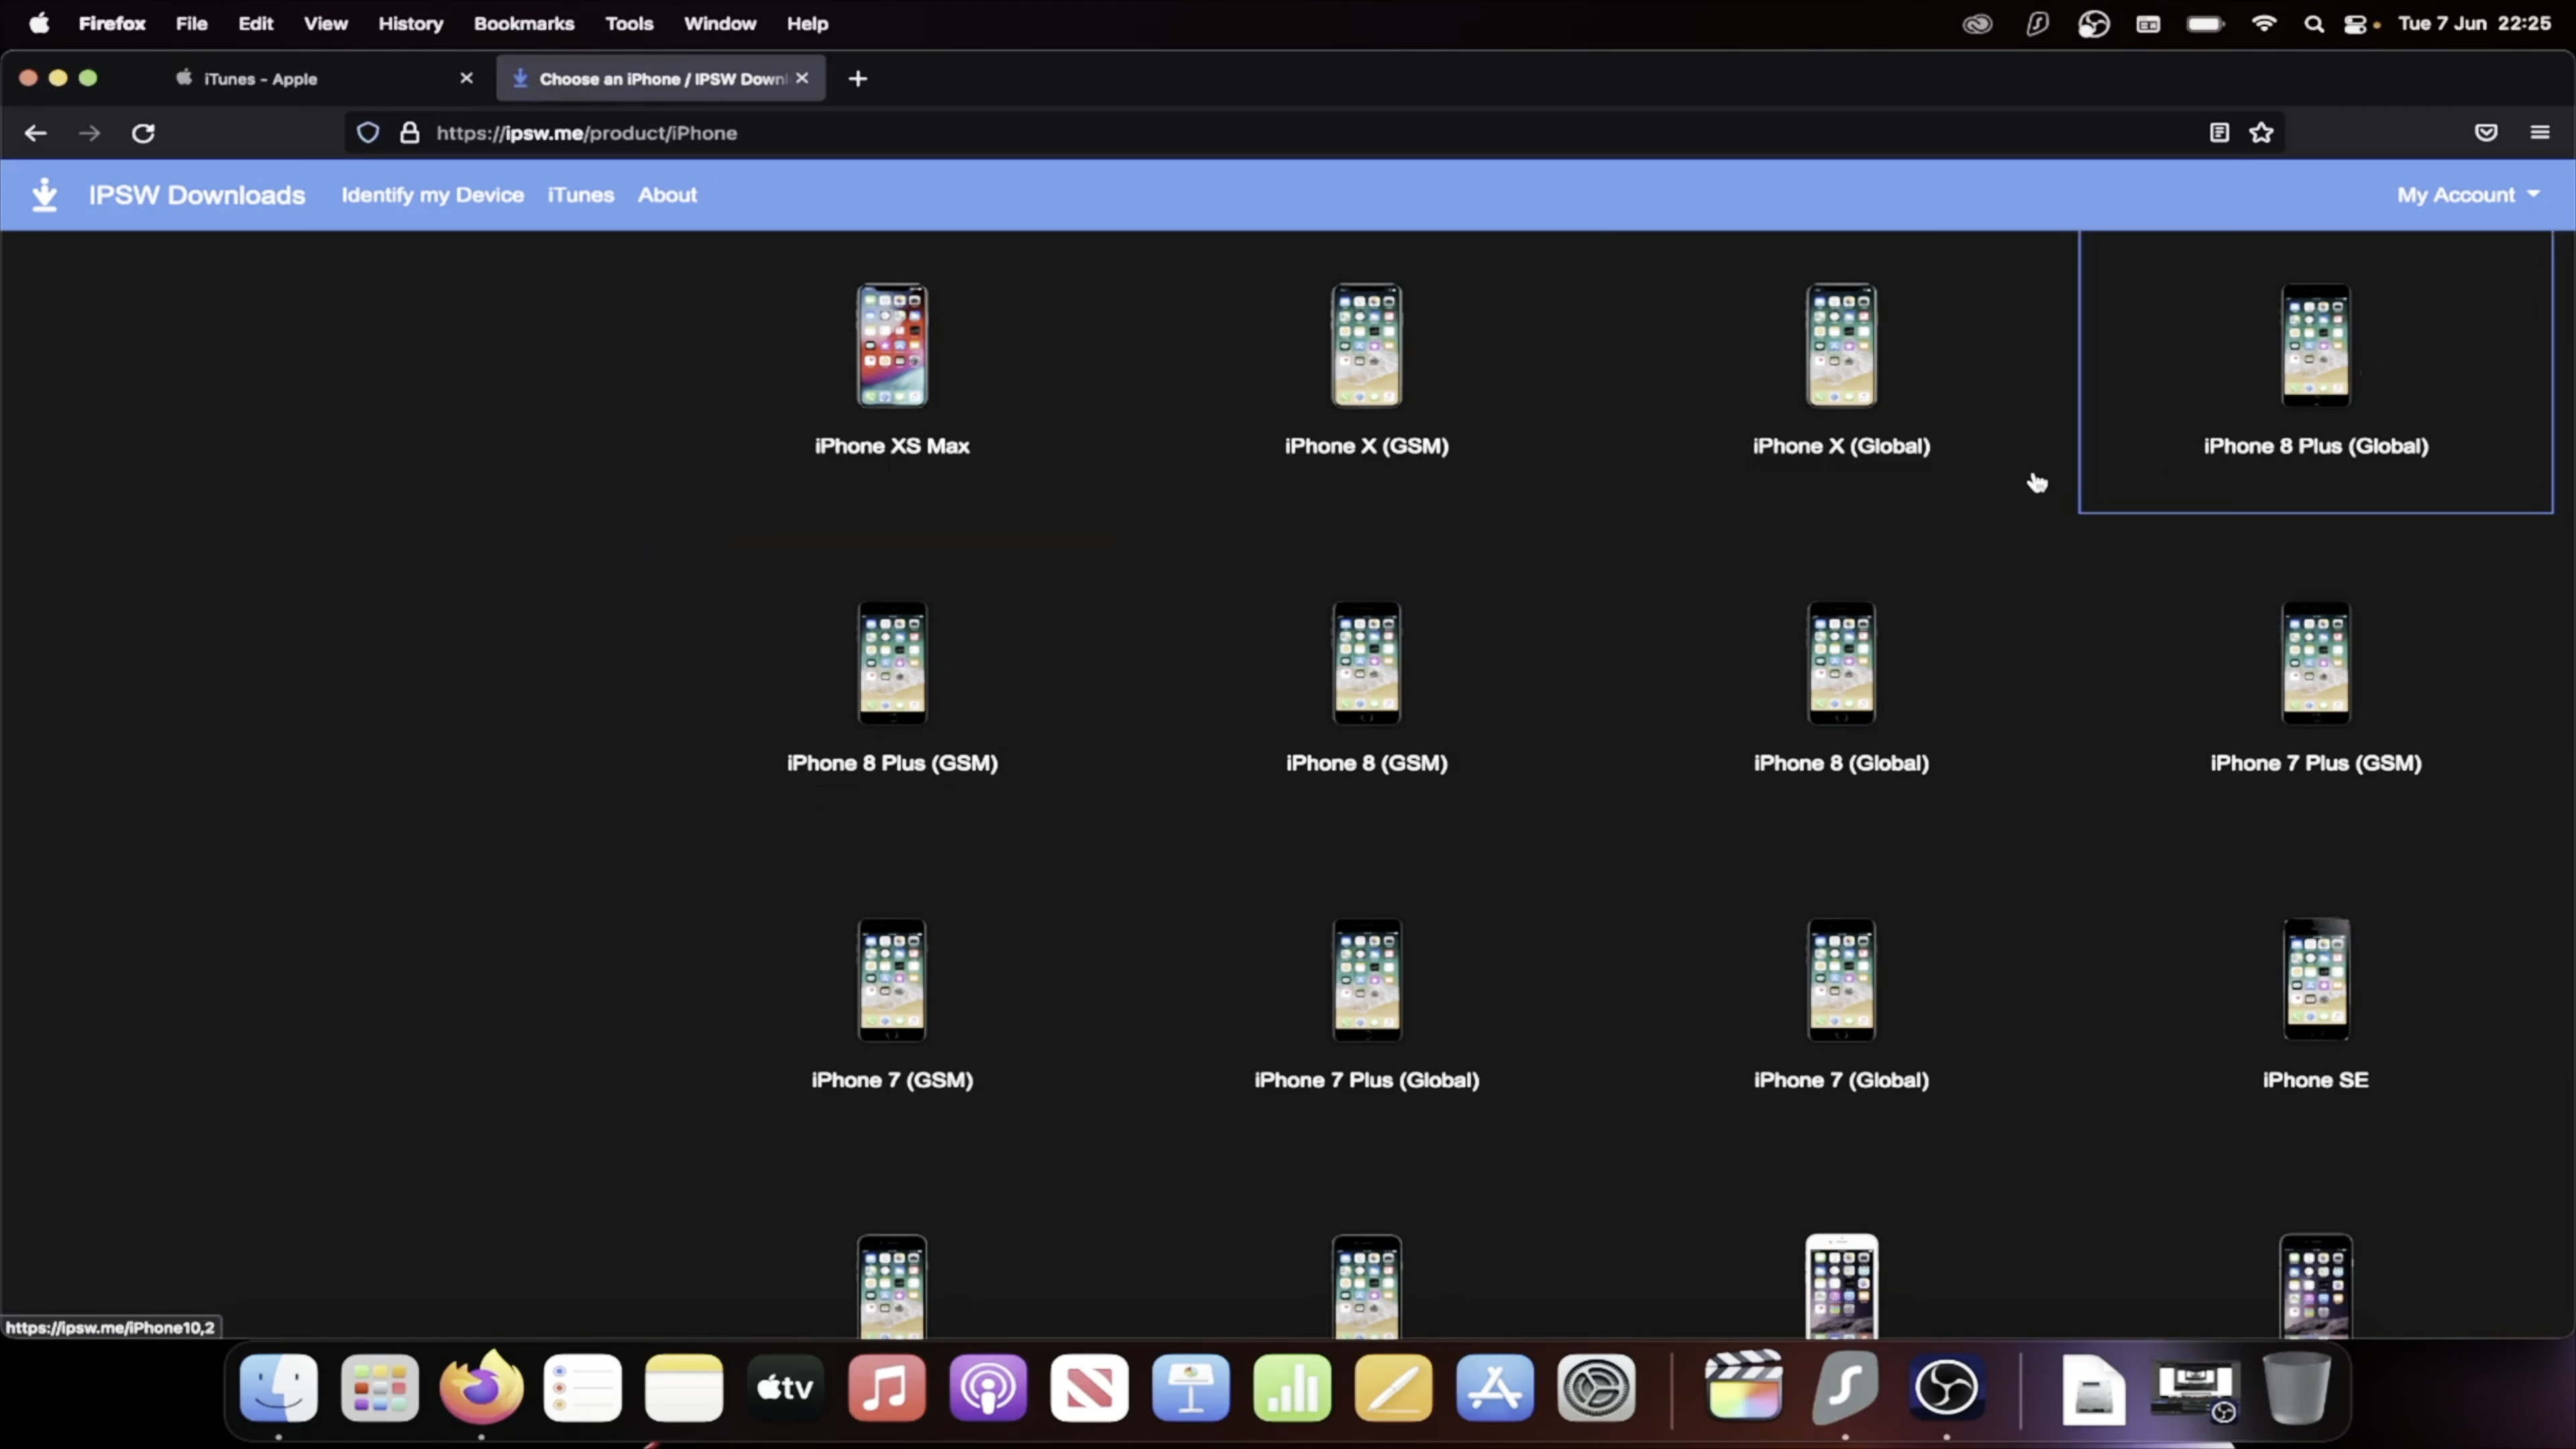 Firefox File Edit View History Bookmarks Tools Window Help Tue 7 Jun 22:25
iTunes - Apple Choose an iPhone / IPSW Downl
https://ipsw.me/product/iPhone
IPSW Downloads Identify my Device iTunes About My Account
iPhone XS Max iPhone X (GSM) iPhone X (Global) iPhone 8 Plus (Global)
iPhone 8 Plus (GSM) iPhone 8 (GSM) iPhone 8 (Global) iPhone 7 Plus (GSM)
iPhone 7 (GSM) iPhone 7 Plus (Global) iPhone 7 (Global) iPhone SE
https://ipsw.me/iPhone10,2
tv